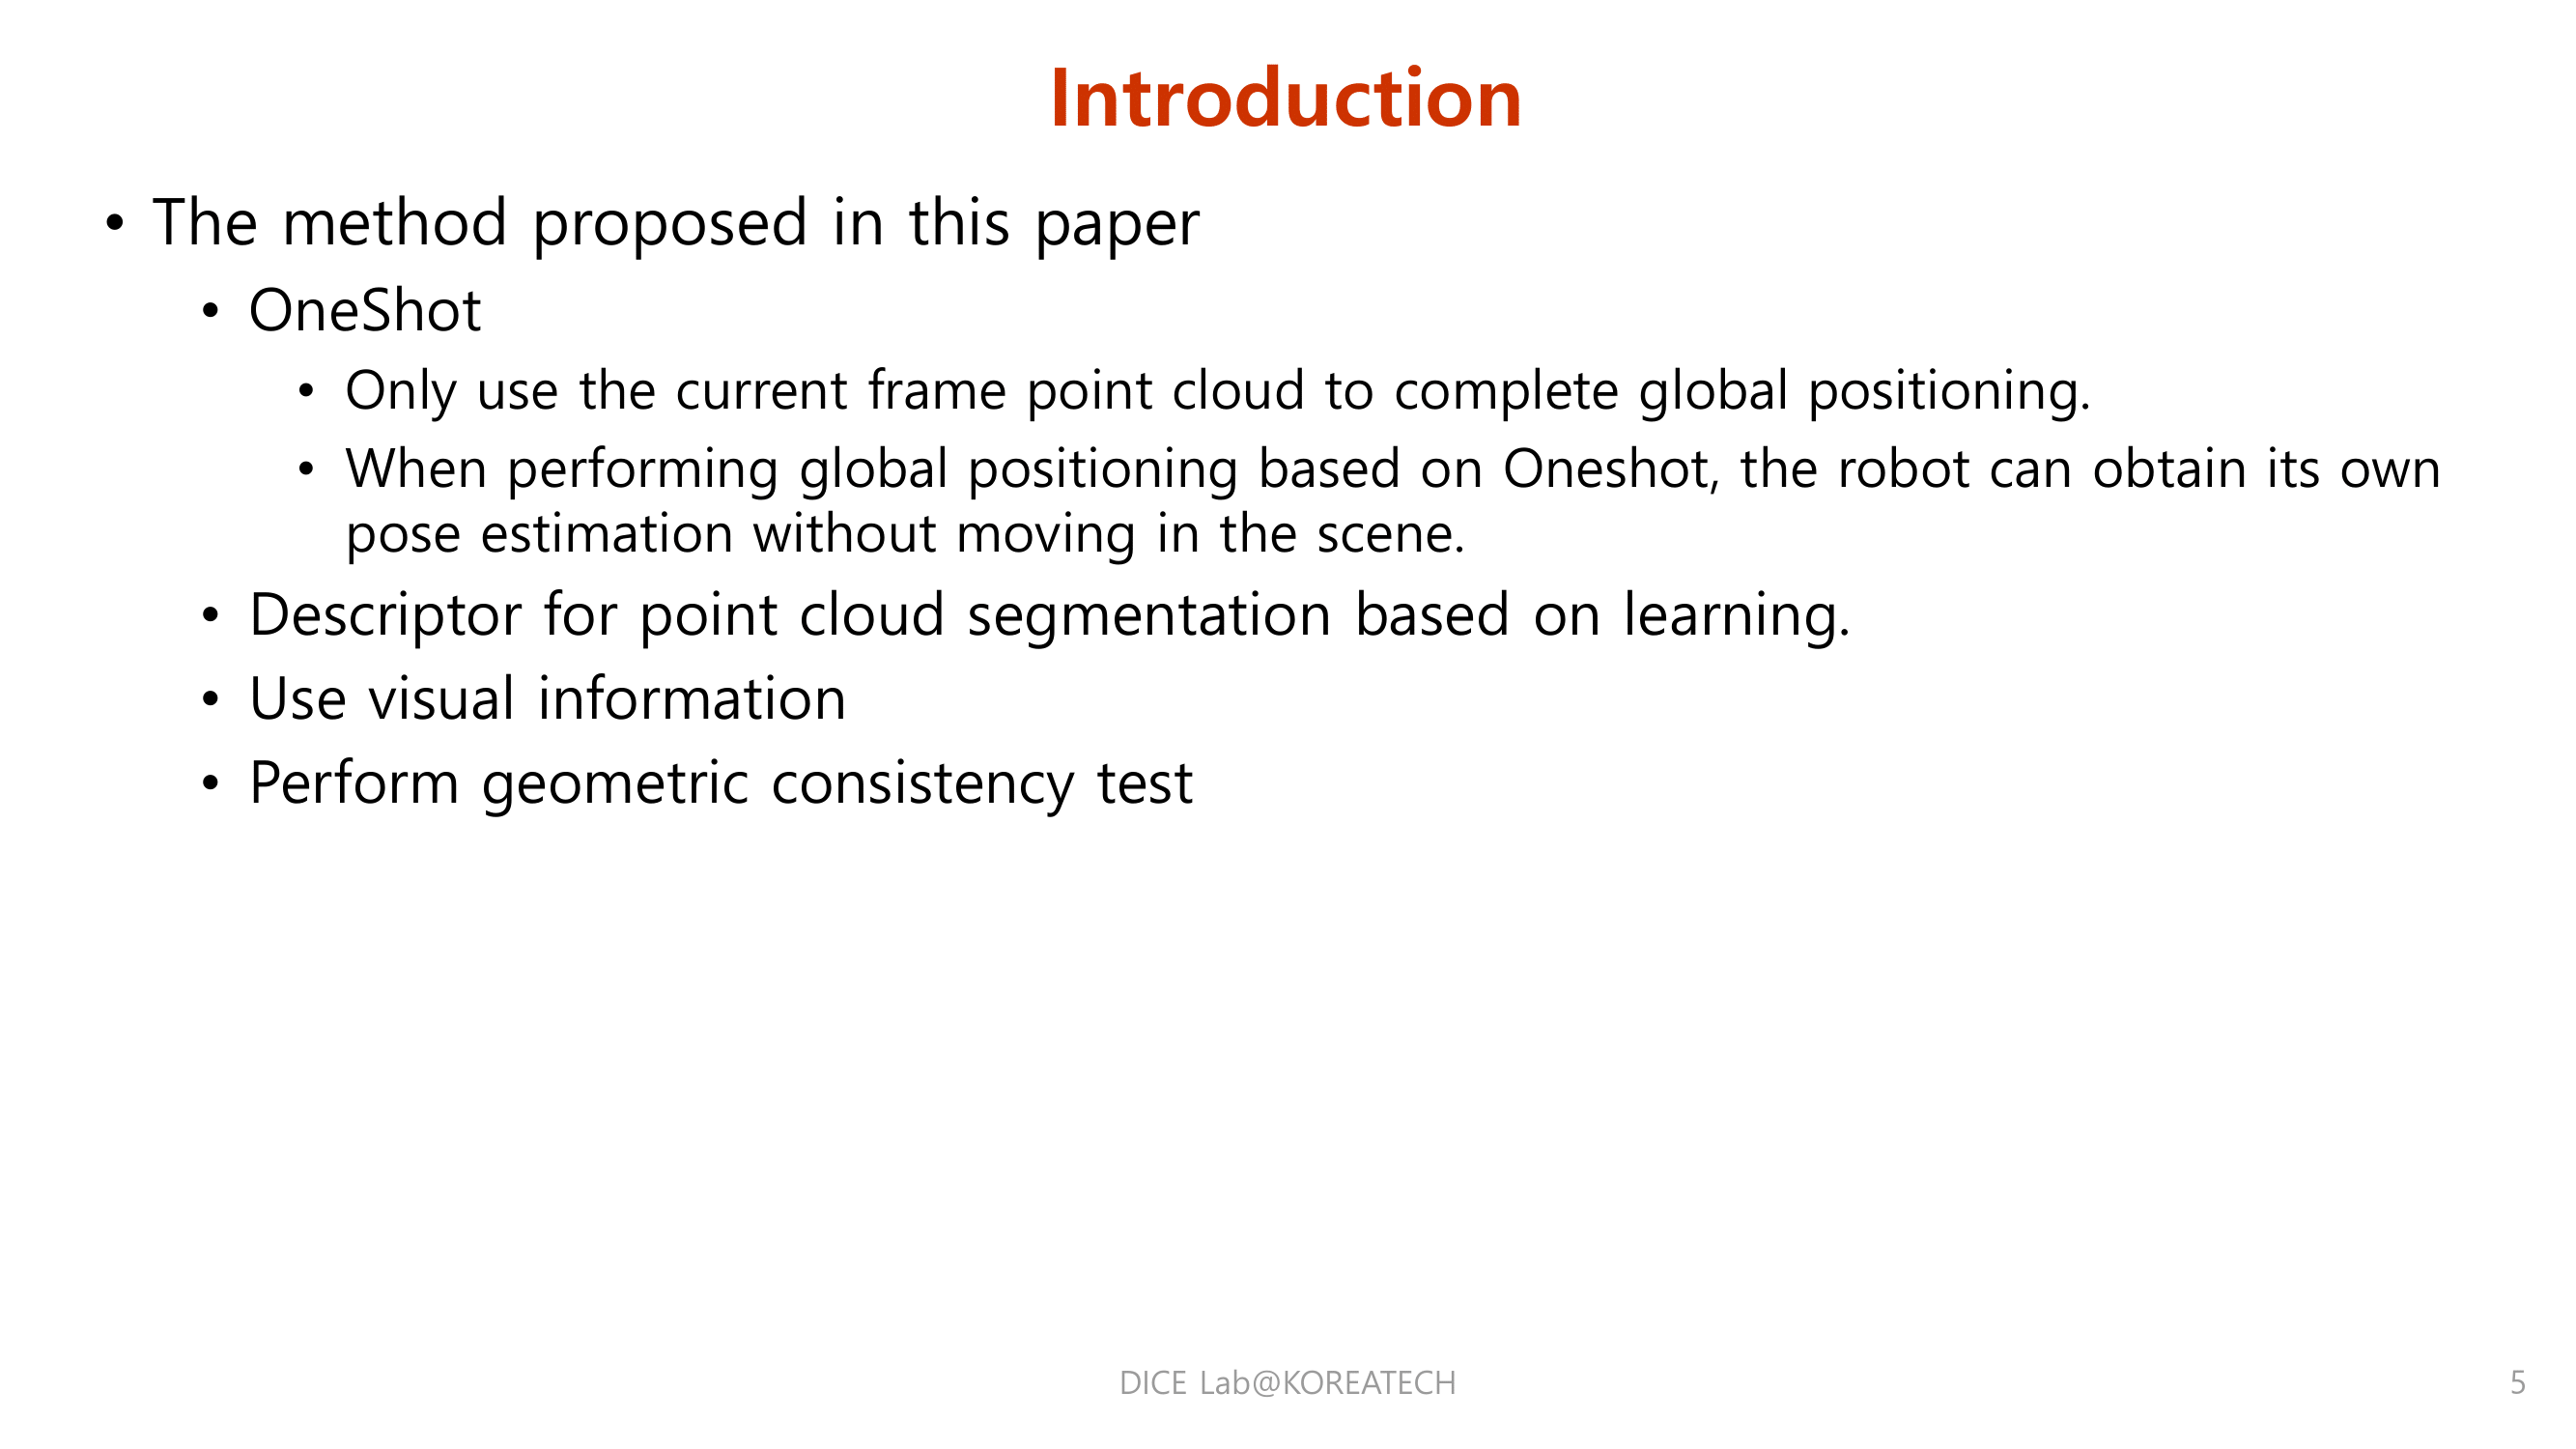 Introduction
• The method proposed in this paper
• OneShot
• Only use the current frame point cloud to complete global positioning.
• When performing global positioning based on Oneshot, the robot can obtain its own
pose estimation without moving in the scene.
• Descriptor for point cloud segmentation based on learning.
• Use visual information
• Perform geometric consistency test
DICE Lab@KOREATECH
5